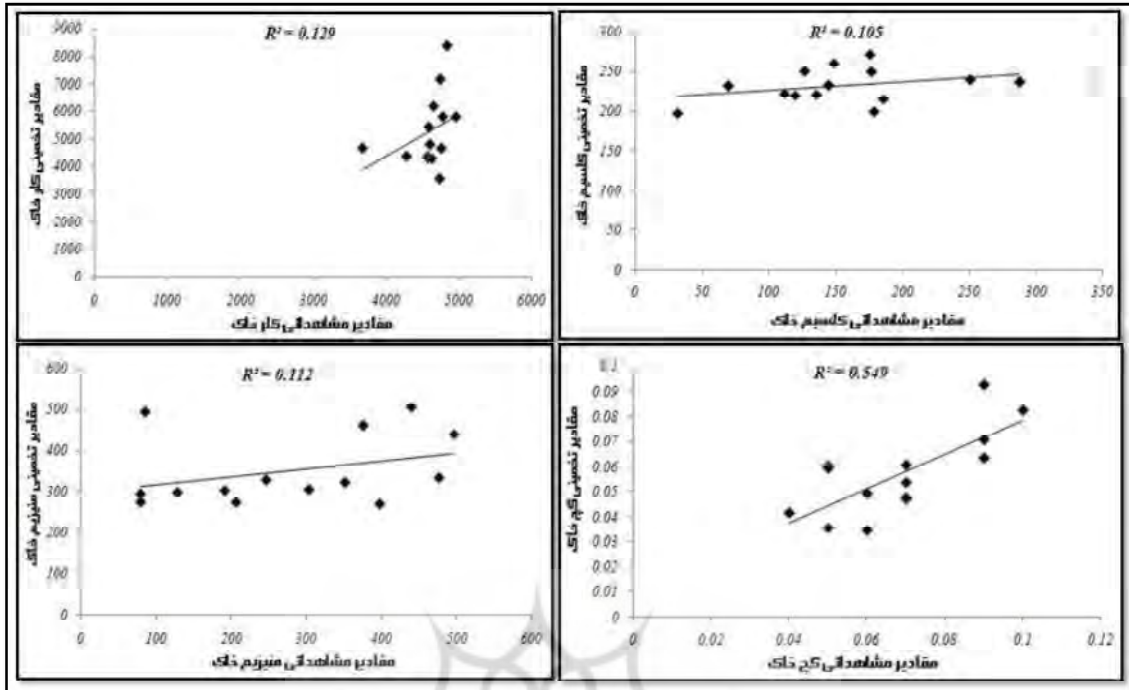 R² = 0.129
مقادیر تخمینی کلر خاک
9000
8000
7000
6000
5000
4000
3000
2000
1000
0
0 1000 2000 3000 4000 5000 6000
مقادیر مشاهداتی کلر خاک
R² = 0.105
مقادیر تخمینی کلسیم خاک
300
250
200
150
100
50
0
0 50 100 150 200 250 300 350
مقادیر مشاهداتی کلسیم خاک
R² = 0.112
مقادیر تخمینی منیزیم خاک
600
500
400
300
200
100
0
0 100 200 300 400 500 600
مقادیر مشاهداتی منیزیم خاک
R² = 0.549
مقادیر تخمینی گچ خاک
0.1
0.09
0.08
0.07
0.06
0.05
0.04
0.03
0.02
0.01
0
0 0.02 0.04 0.06 0.08 0.1 0.12
مقادیر مشاهداتی گچ خاک